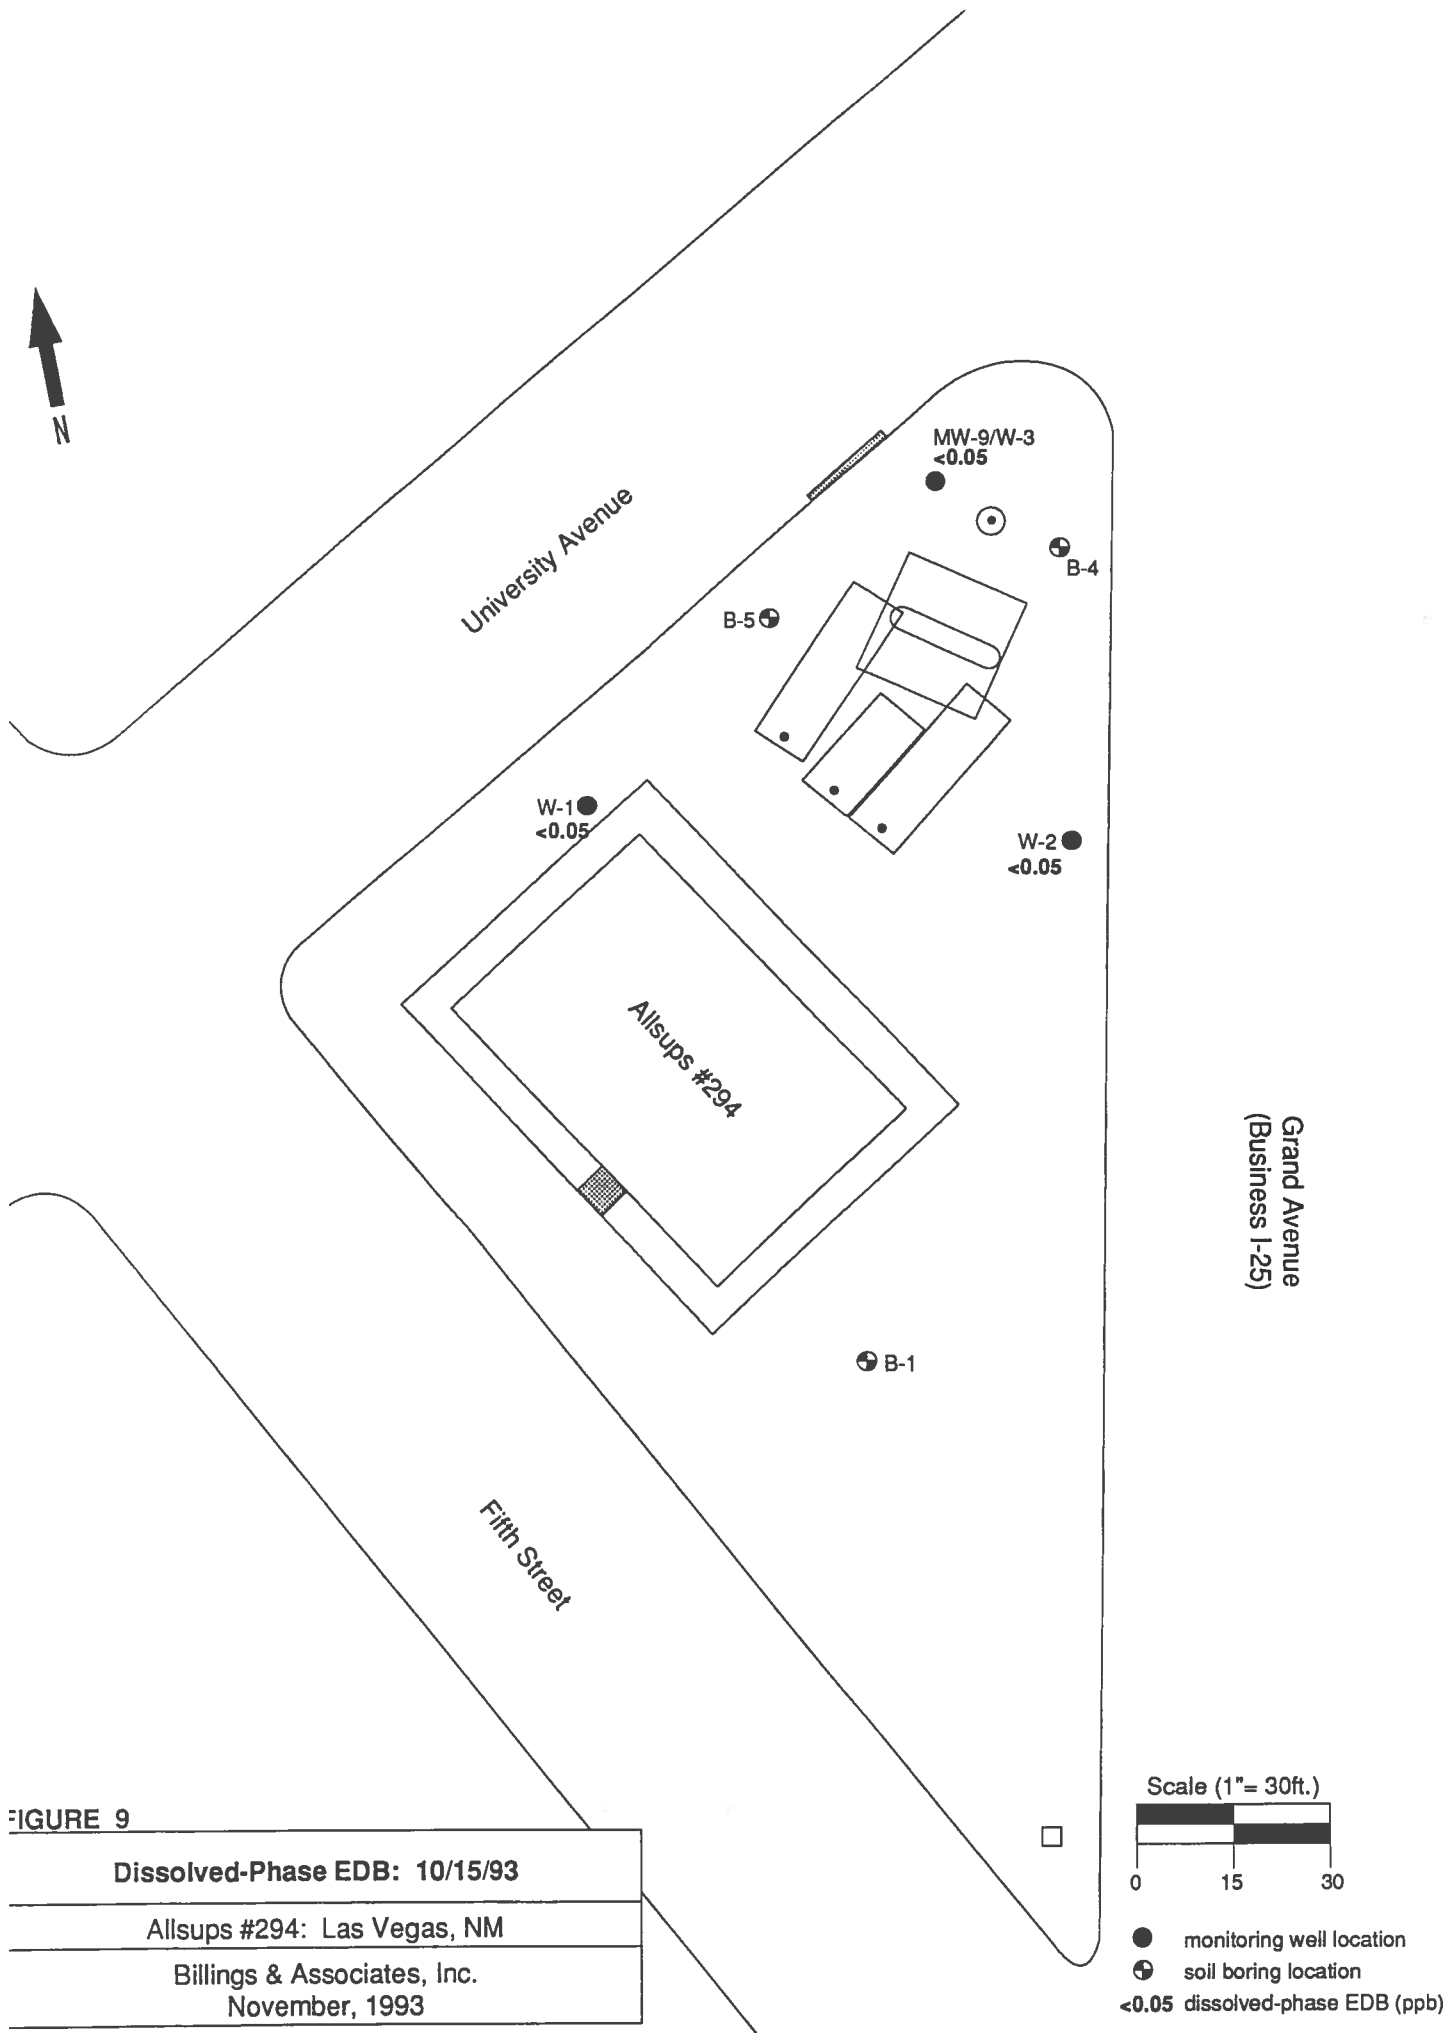 N
University Avenue
MW-9/W-3
<0.05
B-4
B-5
W-1
<0.05
W-2
<0.05
Allsups #294
Grand Avenue
(Business I-25)
B-1
Fifth Street
Scale (1"= 30ft.)
0 15 30
monitoring well location
soil boring location
<0.05 dissolved-phase EDB (ppb)
FIGURE 9
Dissolved-Phase EDB: 10/15/93
Allsups #294: Las Vegas, NM
Billings & Associates, Inc.
November, 1993